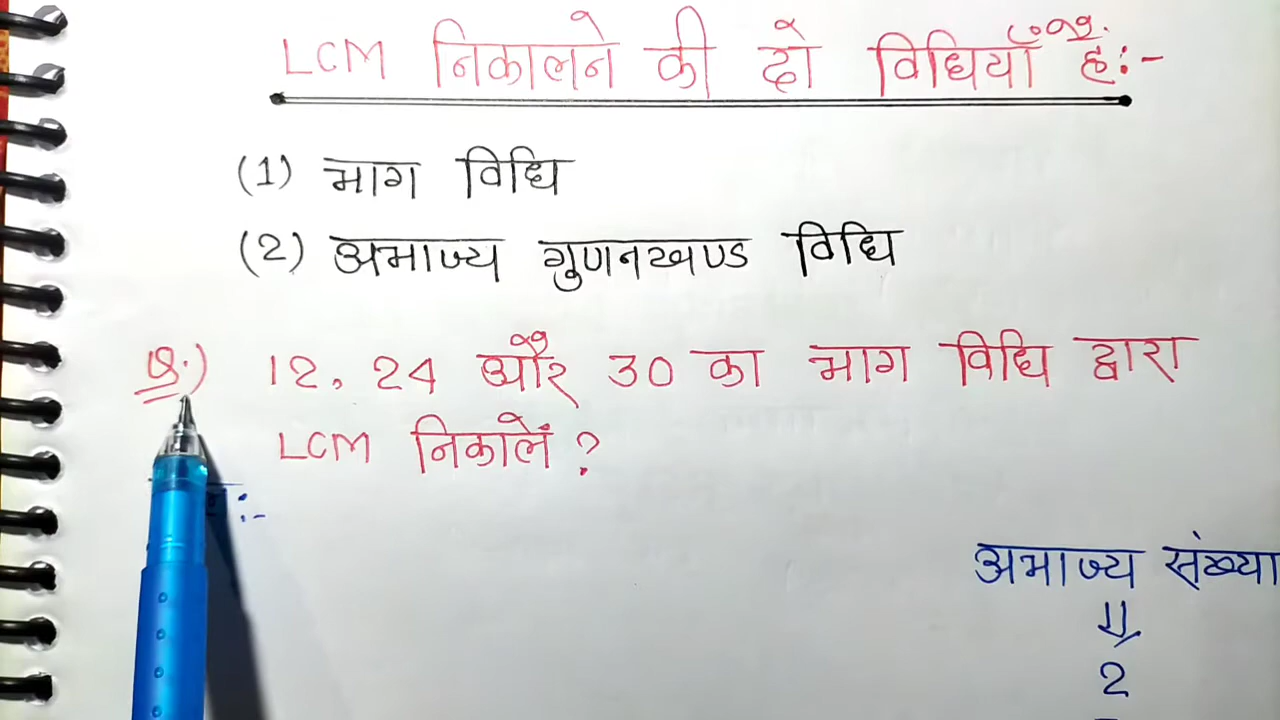 LCM निकालने की दो विधियाँ हैः-
(1) भाग विधि
(2) अभाज्य गुणनखण्ड विधि
Q.) 12, 24 और 30 का भाग विधि द्वारा
LCM निकालें ?
:-
अभाज्य संख्या
⇓
2